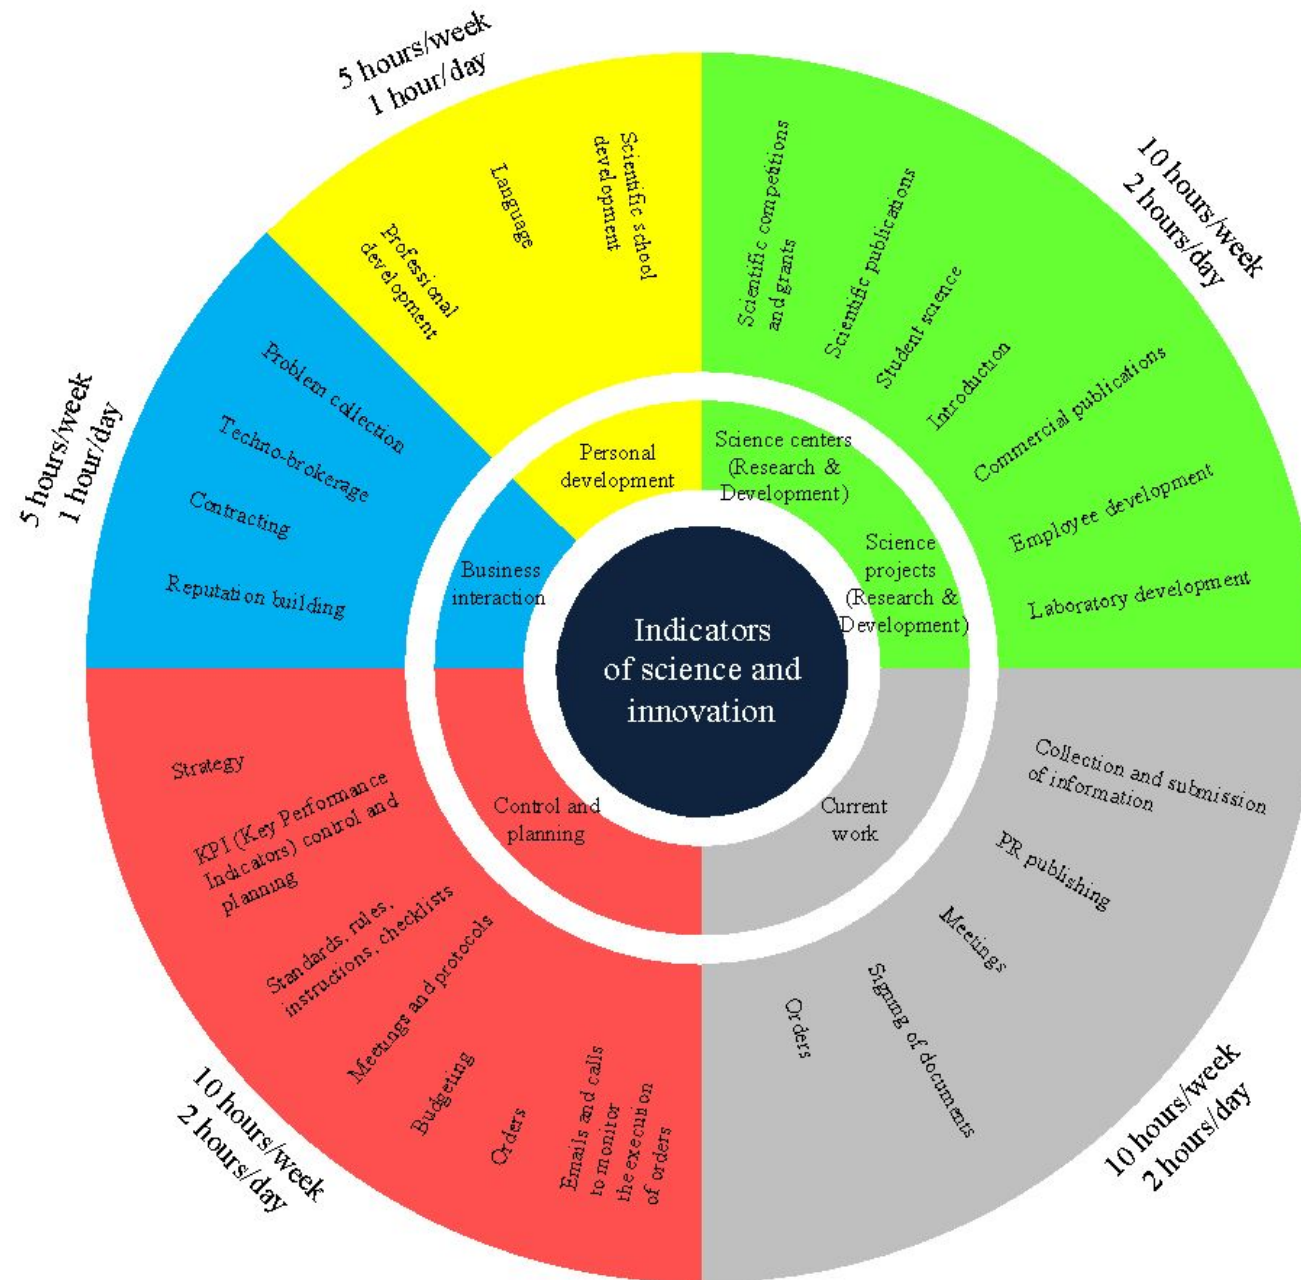 5 hours/week
1 hour/day
10 hours/week
2 hours/day
5 hours/week
1 hour/day
10 hours/week
2 hours/day
10 hours/week
2 hours/day
Professional
development
Language
Scientific school
development
Scientific competitions
and grants
Scientific publications
Student science
Introduction
Commercial publications
Employee development
Laboratory development
Problem collection
Techno-brokerage
Contracting
Reputation building
Personal
development
Science centers
(Research &
Development)
Science
projects
(Research &
Development)
Business
interaction
Indicators
of science and
innovation
Control and
planning
Current
work
Strategy
KPI (Key Performance
Indicators) control and
planning
Standards, rules,
instructions, checklists
Meetings and protocols
Budgeting
Orders
Emails and calls
to monitor
the execution
of orders
Collection and submission
of information
PR publishing
Meetings
Signing of documents
Orders